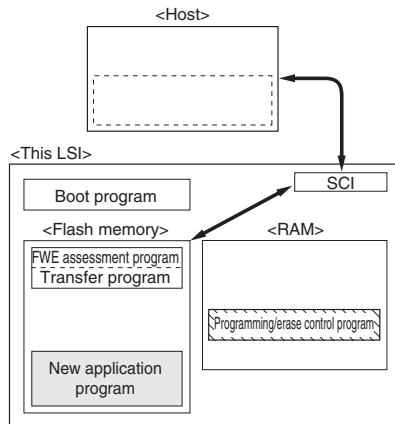 <Host>
<This LSI>
SCI
Boot program
<Flash memory>
<RAM>
FWE assessment program
Transfer program
Programming/erase control program
New application
program